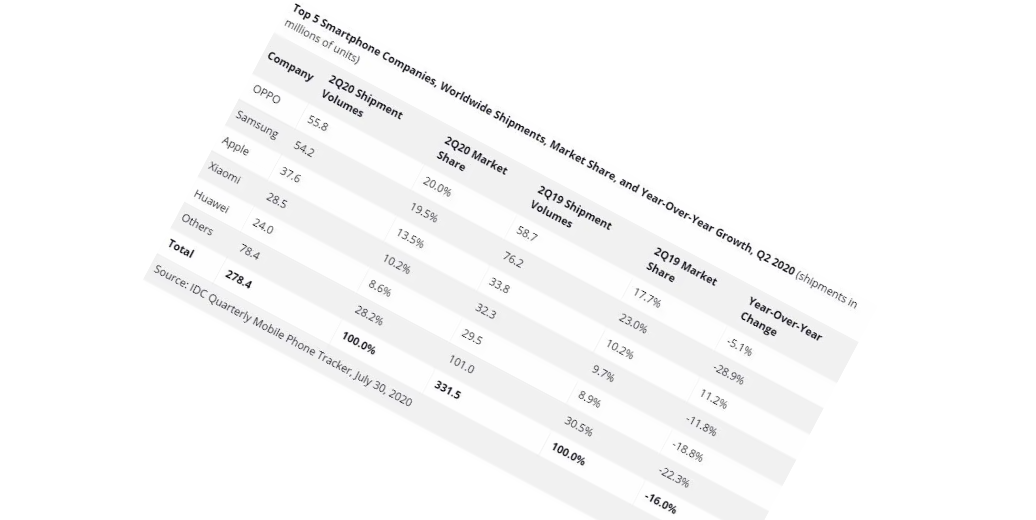 Top 5 Smartphone Companies, Worldwide Shipments, Market Share, and Year-Over-Year Growth, Q2 2020 (shipments in
millions of units)
Company 2Q20 Shipment Volumes 2Q20 Market Share 2Q19 Shipment Volumes 2Q19 Market Share Year-Over-Year Change
OPPO 55.8 20.0% 58.7 17.7% -5.1%
Samsung 54.2 19.5% 76.2 23.0% -28.9%
Apple 37.6 13.5% 33.8 10.2% 11.2%
Xiaomi 28.5 10.2% 32.3 9.7% -11.8%
Huawei 24.0 8.6% 29.5 8.9% -18.8%
Others 78.4 28.2% 101.0 30.5% -22.3%
Total 278.4 100.0% 331.5 100.0% -16.0%
Source: IDC Quarterly Mobile Phone Tracker, July 30, 2020